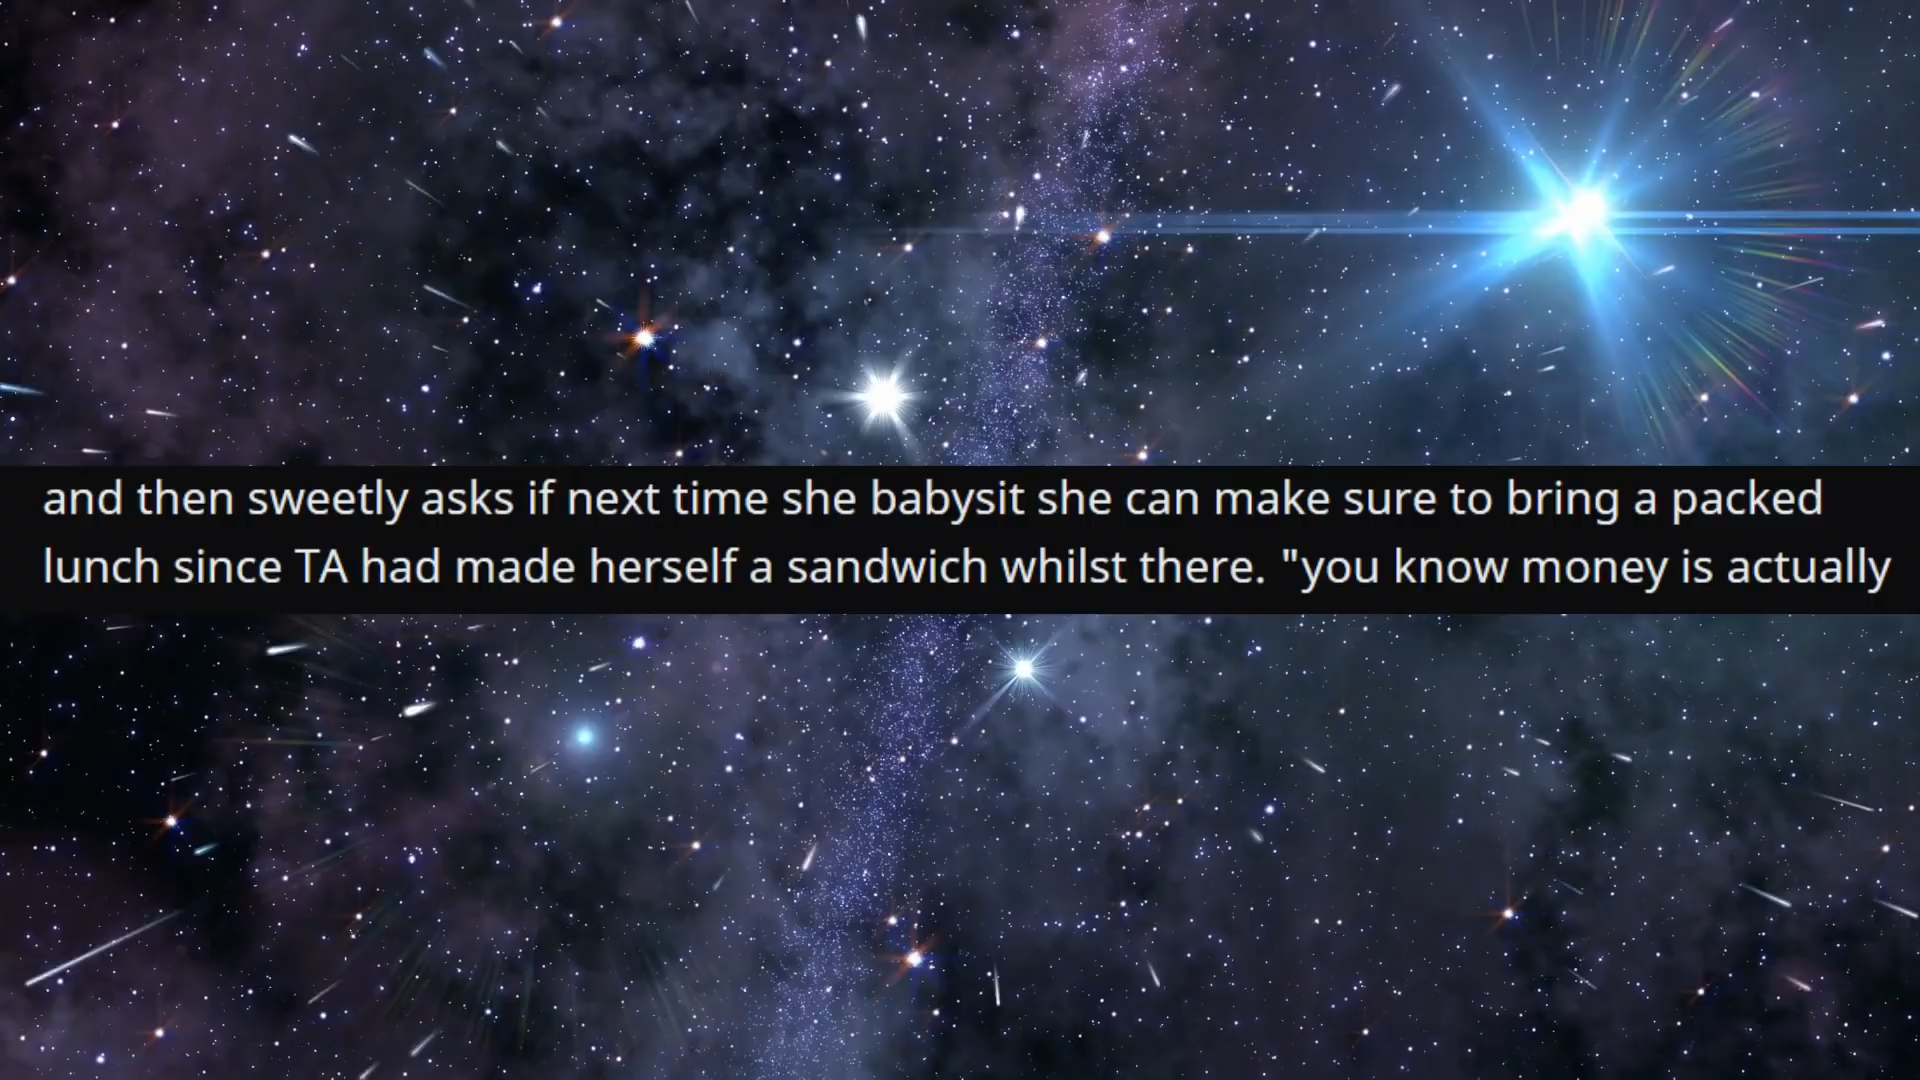 and then sweetly asks if next time she babysit she can make sure to bring a packed
lunch since TA had made herself a sandwich whilst there. "you know money is actually